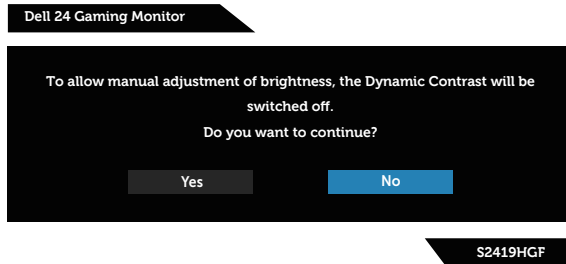 Dell 24 Gaming Monitor
To allow manual adjustment of brightness, the Dynamic Contrast will be
switched off.
Do you want to continue?
Yes
No
S2419HGF